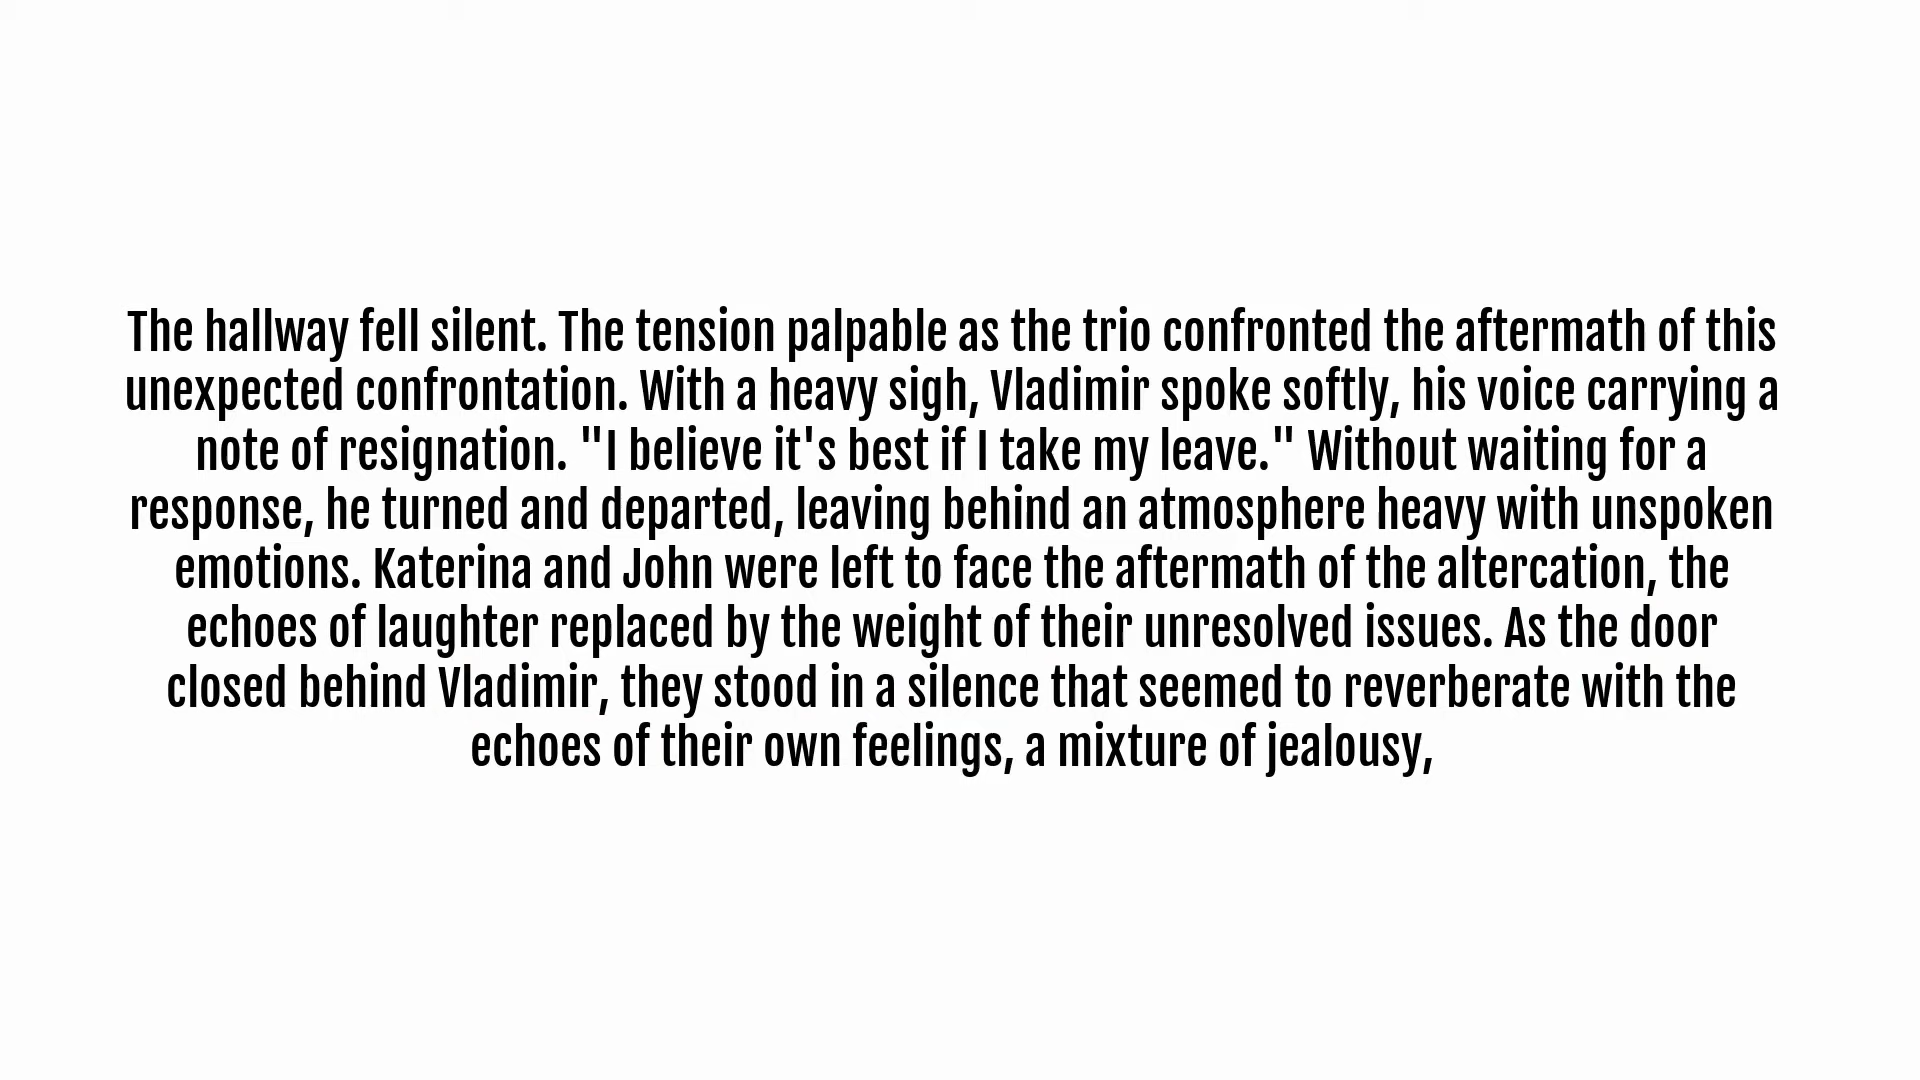 The hallway fell silent. The tension palpable as the trio confronted the aftermath of this
unexpected confrontation. With a heavy sigh, Vladimir spoke softly, his voice carrying a
note of resignation. "I believe it's best if I take my leave." Without waiting for a
response, he turned and departed, leaving behind an atmosphere heavy with unspoken
emotions. Katerina and John were left to face the aftermath of the altercation, the
echoes of laughter replaced by the weight of their unresolved issues. As the door
closed behind Vladimir, they stood in a silence that seemed to reverberate with the
echoes of their own feelings, a mixture of jealousy,